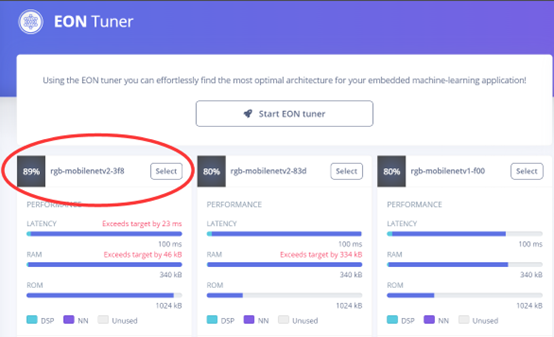 EON Tuner
Using the EON tuner you can effortlessly find the most optimal architecture for your embedded machine-learning application!
Start EON tuner
89% rgb-mobilenetv2-3f8 Select
PERFORMANCE
LATENCY Exceeds target by 23 ms
100 ms
RAM Exceeds target by 46 kB
340 kB
ROM
1024 kB
DSP NN Unused
80% rgb-mobilenetv2-83d Select
PERFORMANCE
LATENCY
100 ms
RAM Exceeds target by 334 kB
340 kB
ROM
1024 kB
DSP NN Unused
80% rgb-mobilenetv1-f00 Select
PERFORMANCE
LATENCY
100 ms
RAM
340 kB
ROM
1024 kB
DSP NN Unused